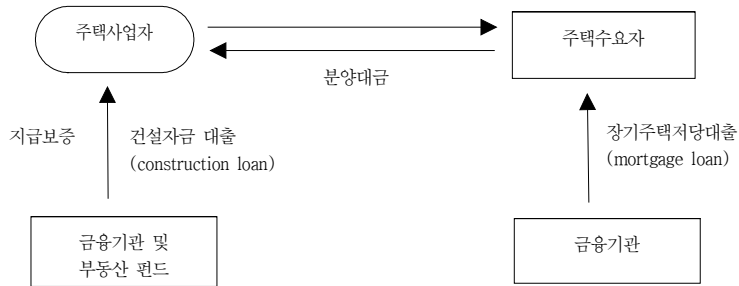 주택사업자
주택수요자
분양대금
지급보증
건설자금 대출
(construction loan)
장기주택저당대출
(mortgage loan)
금융기관 및
부동산 펀드
금융기관